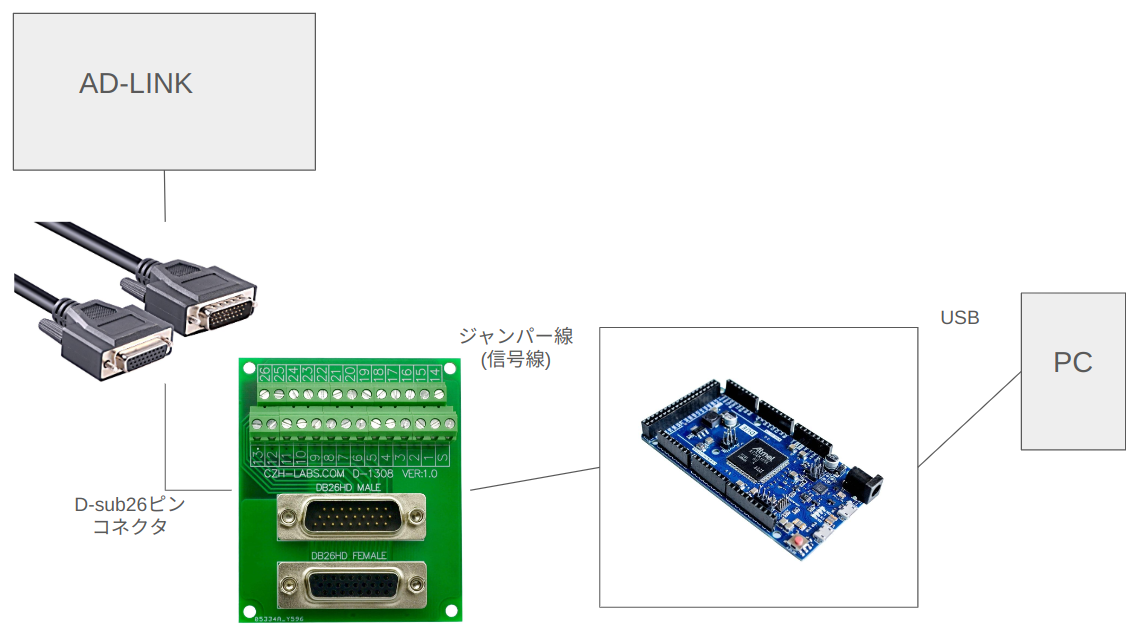 AD-LINK
ジャンパー線
(信号線)
USB
PC
26 25 24 23 22 21 20 19 18 17 16 15 14
13 12 11 10 9 8 7 6 5 4 3 2 1 S
CZH-LABS.COM D-1308 VER:1.0
DB26HD MALE
D-sub26ピン
コネクタ
DB26HD FEMALE
Atmel